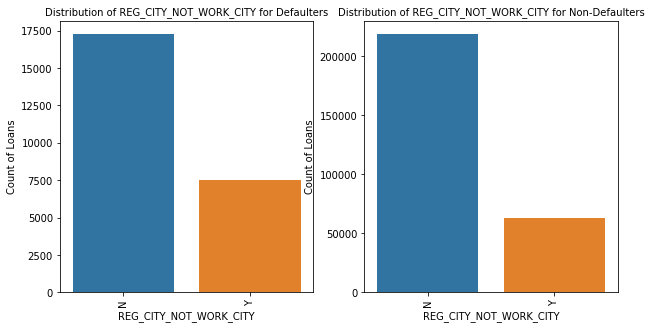 Distribution of REG_CITY_NOT_WORK_CITY for Defaulters
Count of Loans
17500
15000
12500
10000
7500
5000
2500
0
N
Y
REG_CITY_NOT_WORK_CITY
Distribution of REG_CITY_NOT_WORK_CITY for Non-Defaulters
Count of Loans
200000
150000
100000
50000
0
N
Y
REG_CITY_NOT_WORK_CITY